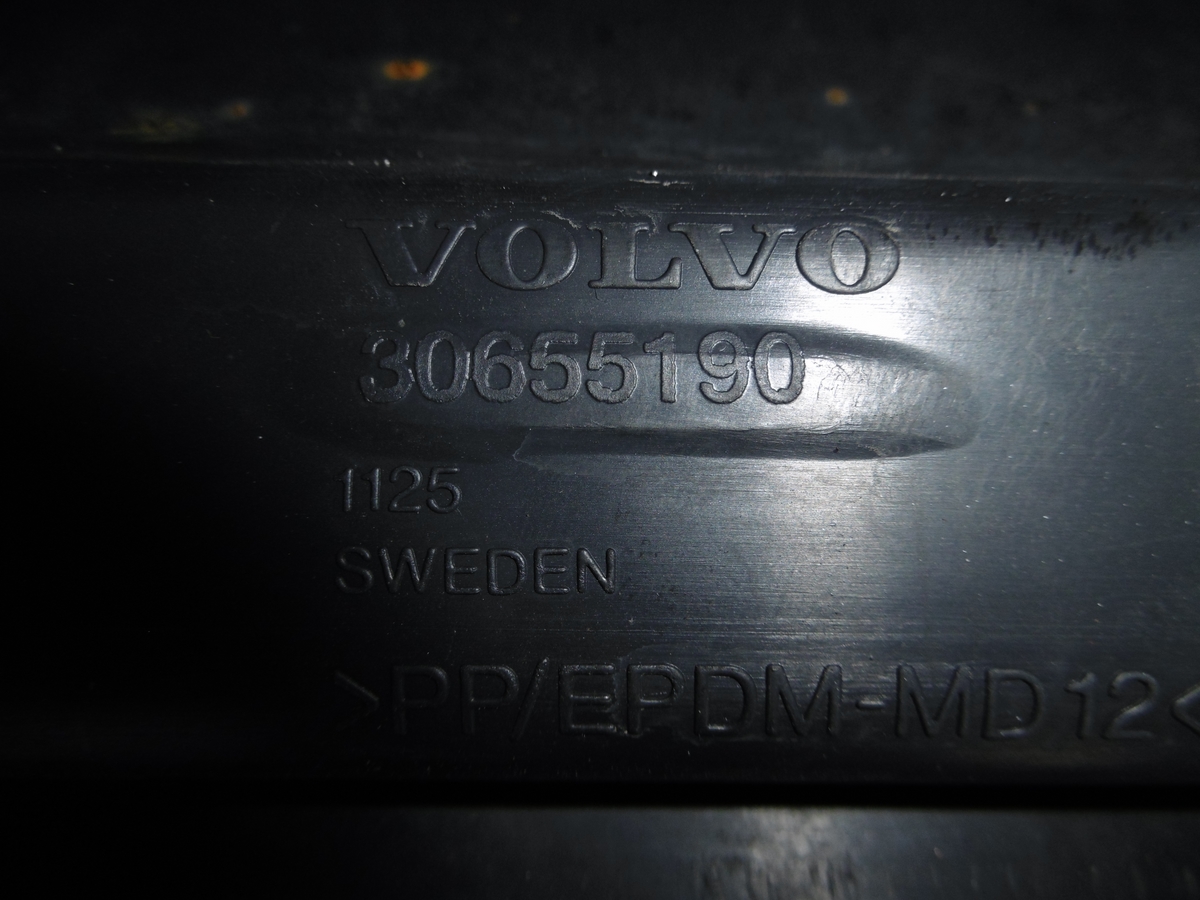 VOLVO
30655190
1125
SWEDEN
>PP/EPDM-MD12<